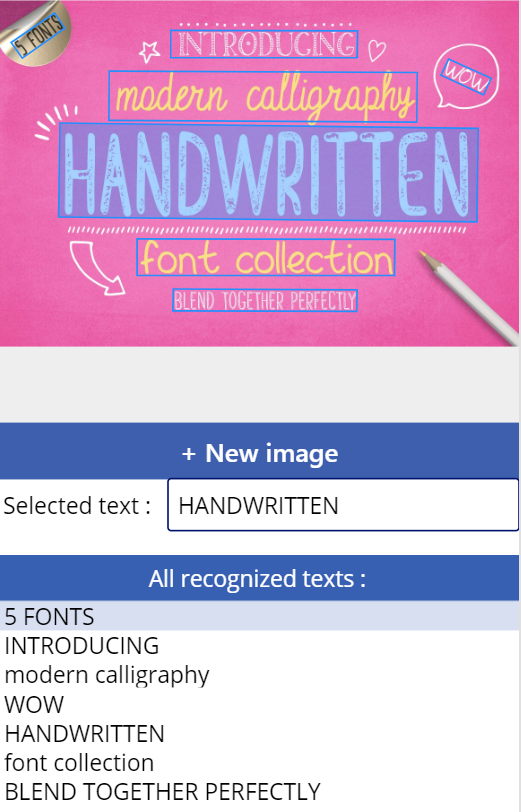 5 FONTS
INTRODUCING
modern calligraphy
WOW
HANDWRITTEN
font collection
BLEND TOGETHER PERFECTLY
+ New image
Selected text : HANDWRITTEN
All recognized texts :
5 FONTS
INTRODUCING
modern calligraphy
WOW
HANDWRITTEN
font collection
BLEND TOGETHER PERFECTLY